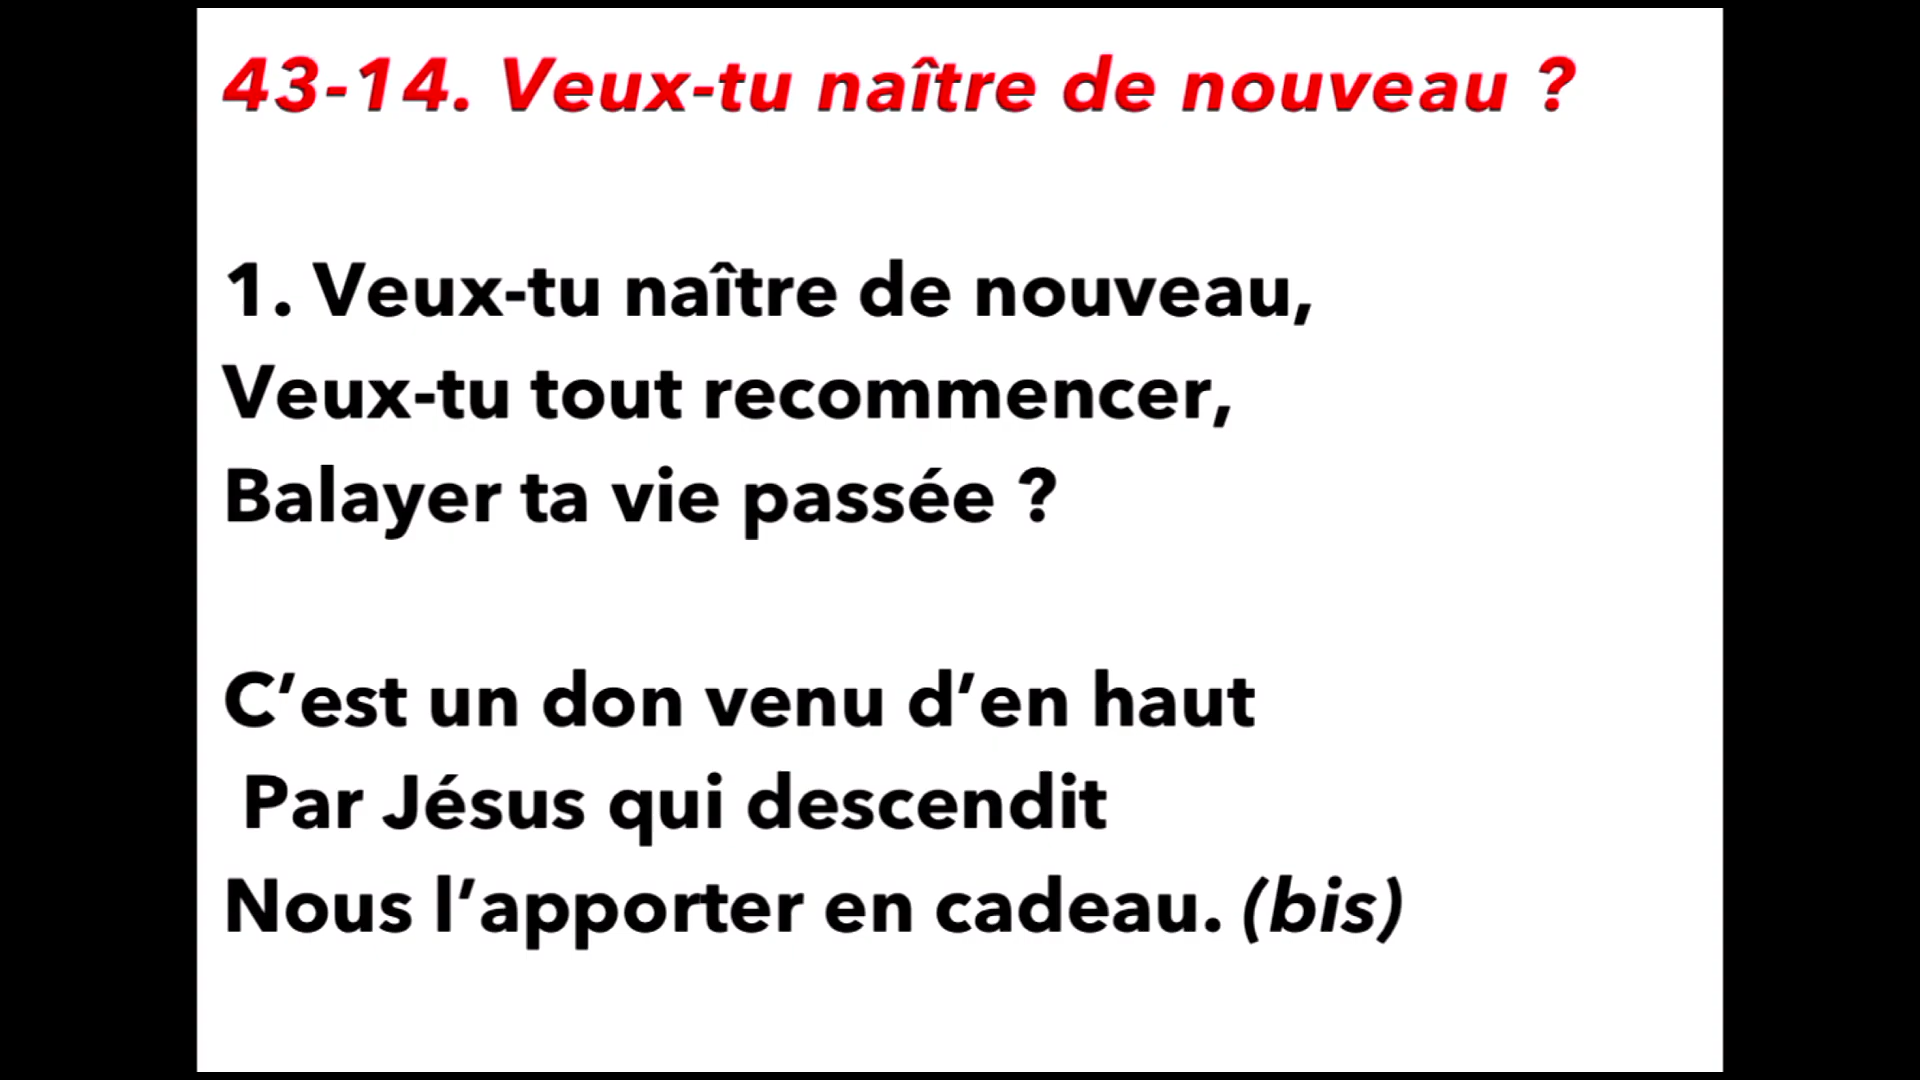 43-14. Veux-tu naître de nouveau ?
1. Veux-tu naître de nouveau,
Veux-tu tout recommencer,
Balayer ta vie passée ?
C’est un don venu d’en haut
Par Jésus qui descendit
Nous l’apporter en cadeau. (bis)